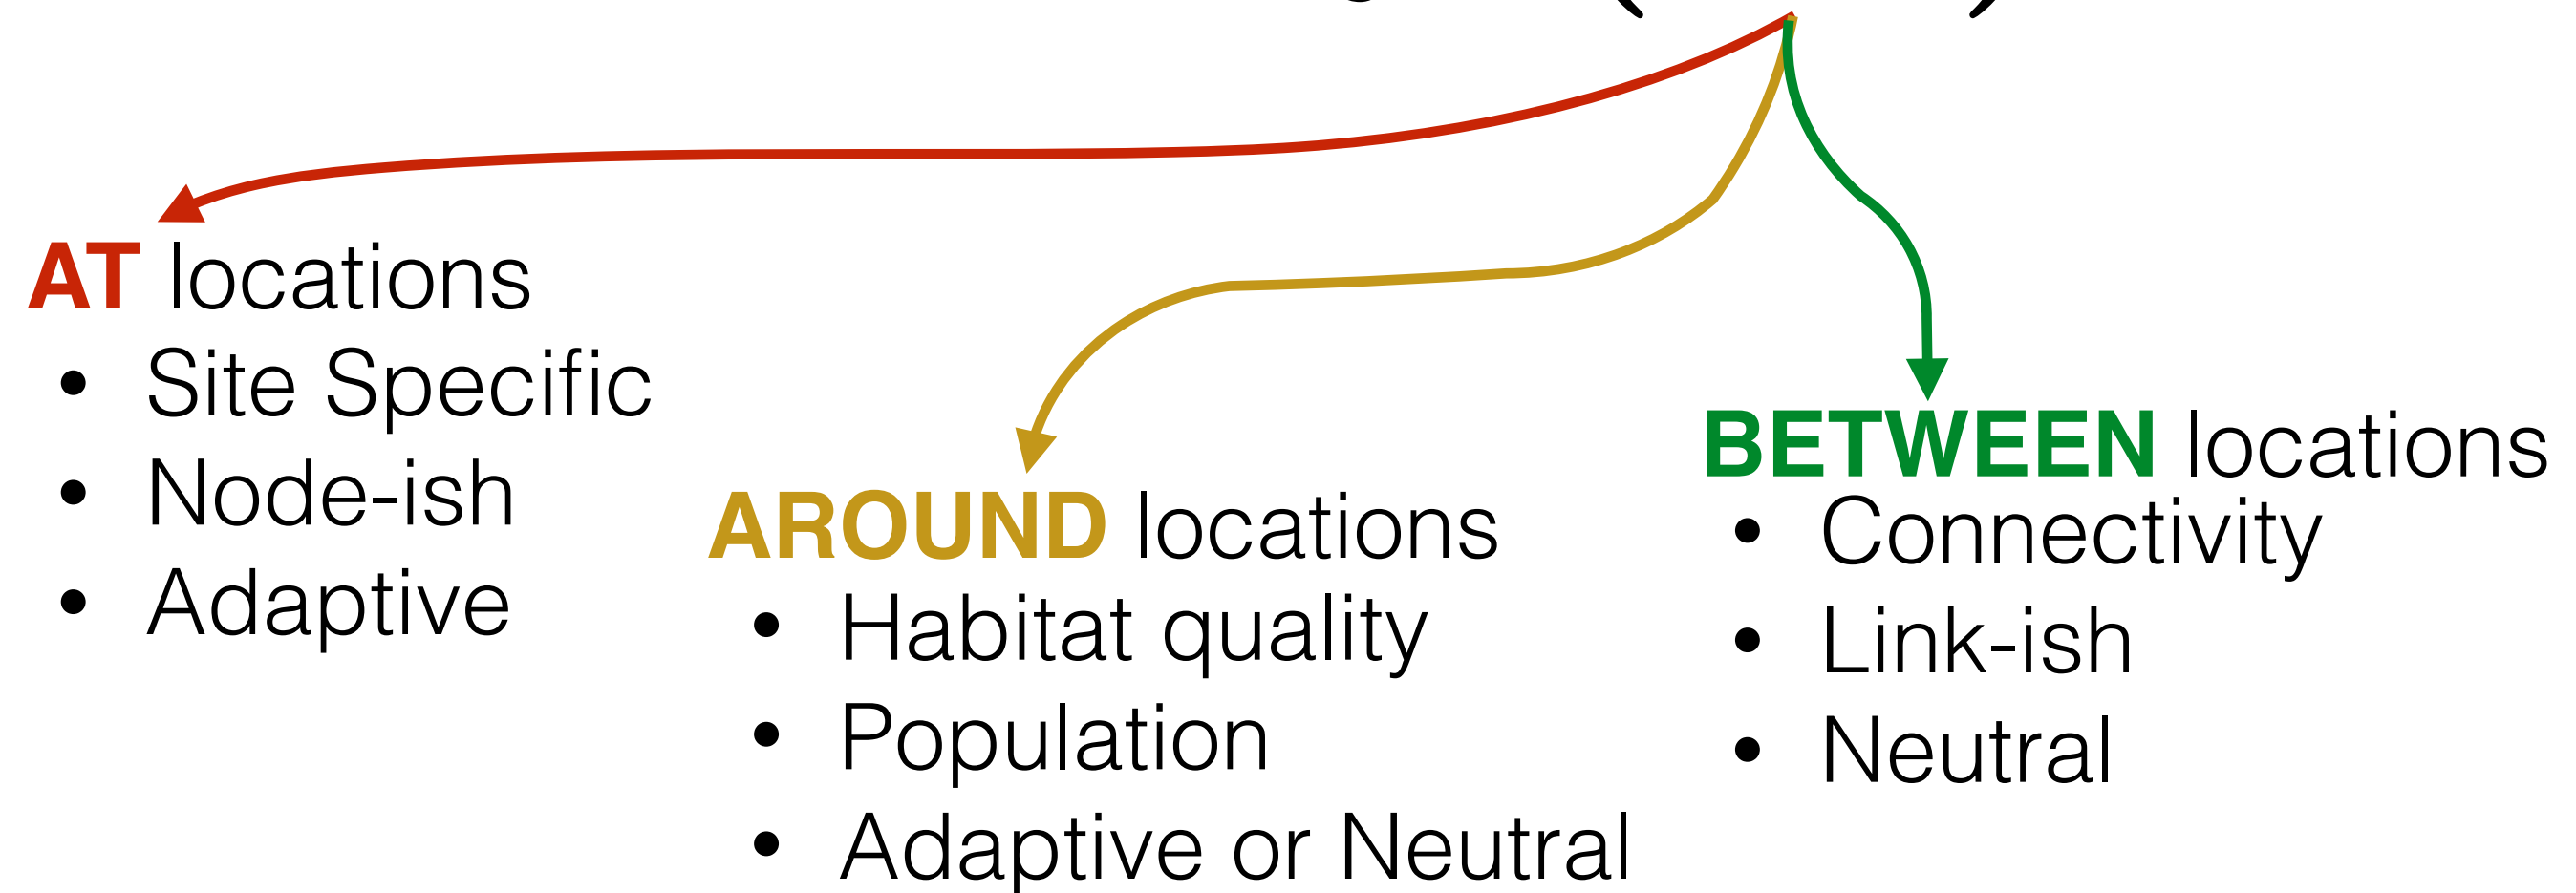 AT locations
• Site Specific
• Node-ish
• Adaptive
AROUND locations
• Habitat quality
• Population
• Adaptive or Neutral
BETWEEN locations
• Connectivity
• Link-ish
• Neutral